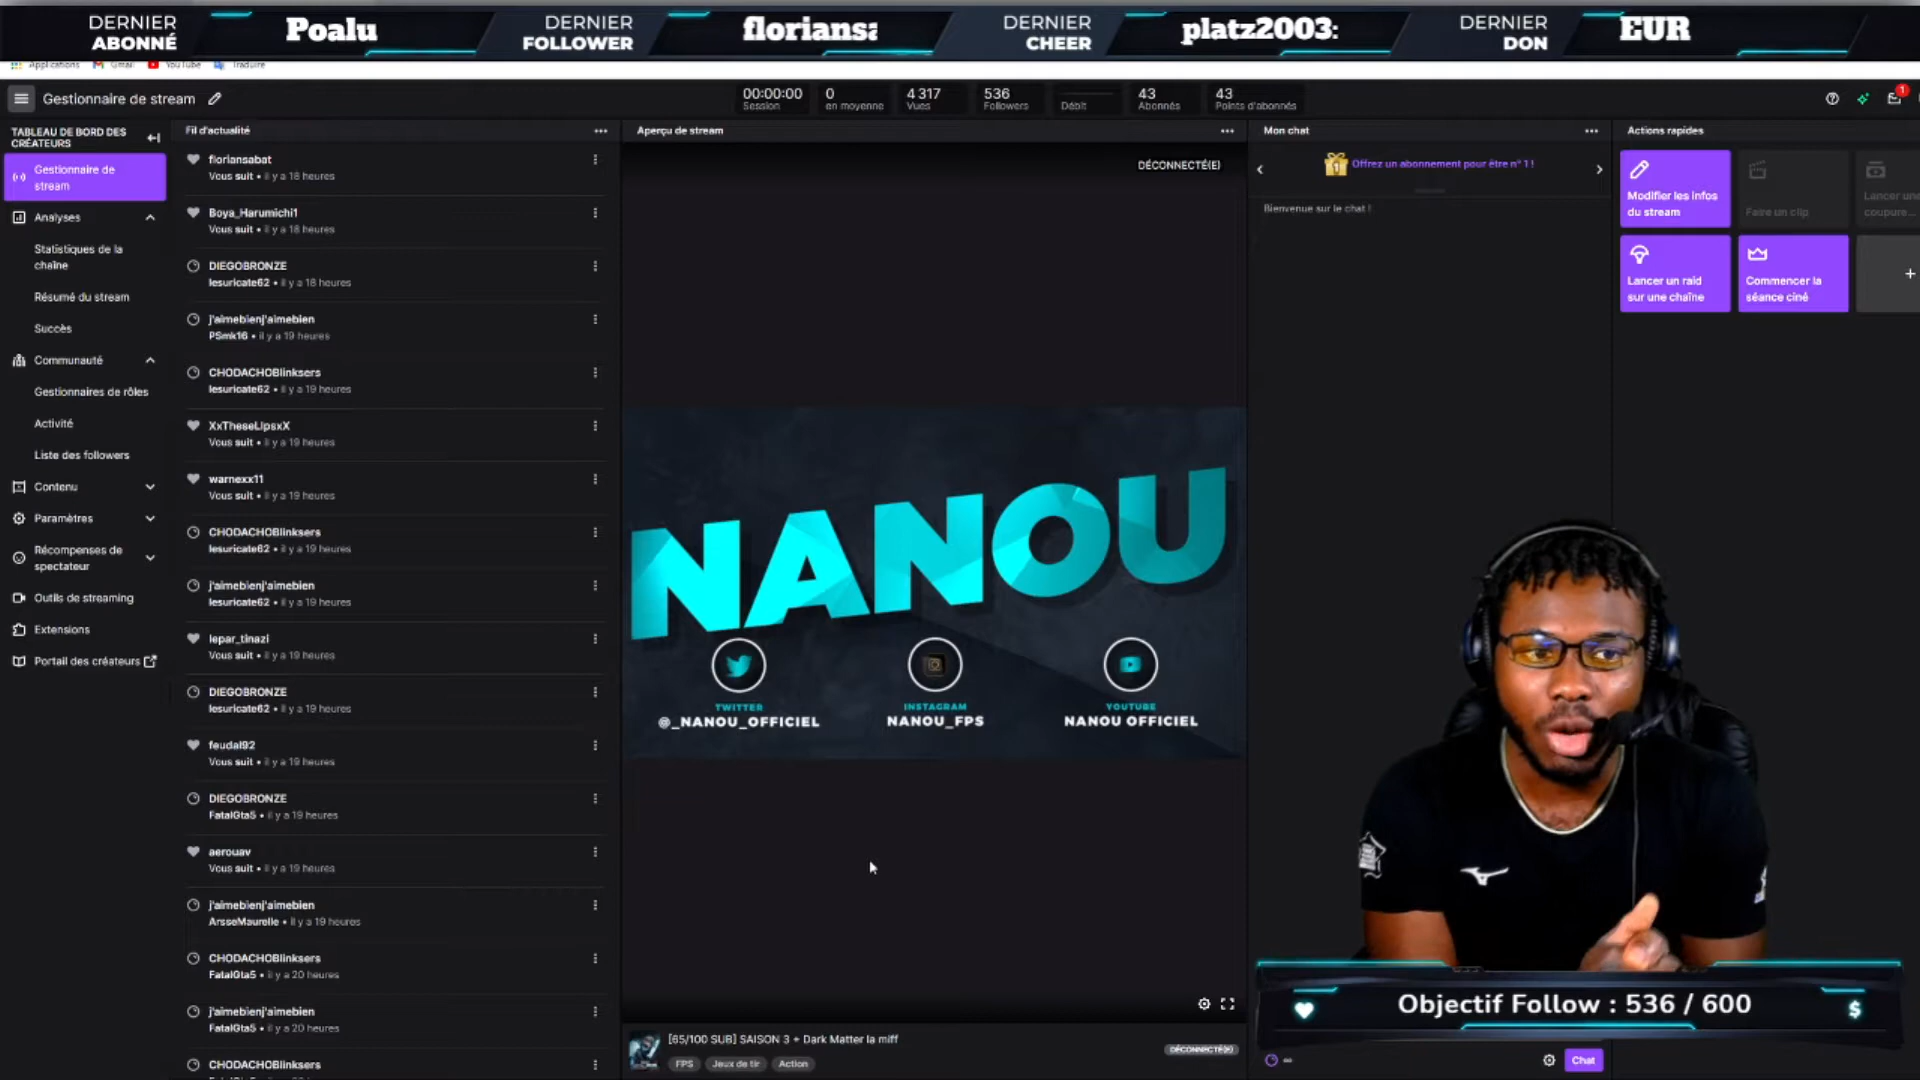 DERNIER
ABONNÉ
Poalu
DERNIER
FOLLOWER
floriansa
DERNIER
CHEER
platz2003:
DERNIER
DON
EUR
Applications
Gmail
YouTube
Traduire
Gestionnaire de stream
00:00:00
Session
0
en moyenne
4 317
Vues
536
Followers
Débit
43
Abonnés
43
Points d'abonnés
1
TABLEAU DE BORD DES
CRÉATEURS
Gestionnaire de
stream
Analyses
Statistiques de la
chaîne
Résumé du stream
Succès
Communauté
Gestionnaires de rôles
Activité
Liste des followers
Contenu
Paramètres
Récompenses de
spectateur
Outils de streaming
Extensions
Portail des créateurs
Fil d'actualité
floriansabat
Vous suit • il y a 18 heures
Boya_Harumichi1
Vous suit • il y a 18 heures
DIEGOBRONZE
lesuricate62 • il y a 18 heures
j'aimebienj'aimebien
PSmk16 • il y a 19 heures
CHODACHOBlinksers
lesuricate62 • il y a 19 heures
XxTheseLipsxX
Vous suit • il y a 19 heures
warnexx11
Vous suit • il y a 19 heures
CHODACHOBlinksers
lesuricate62 • il y a 19 heures
j'aimebienj'aimebien
lesuricate62 • il y a 19 heures
lepar_tinazi
Vous suit • il y a 19 heures
DIEGOBRONZE
lesuricate62 • il y a 19 heures
feudal92
Vous suit • il y a 19 heures
DIEGOBRONZE
FatalGta5 • il y a 19 heures
aerouav
Vous suit • il y a 19 heures
j'aimebienj'aimebien
ArsseMaurelle • il y a 19 heures
CHODACHOBlinksers
FatalGta5 • il y a 20 heures
j'aimebienj'aimebien
FatalGta5 • il y a 20 heures
CHODACHOBlinksers
Aperçu de stream
DÉCONNECTÉ(E)
NANOU
TWITTER
@_NANOU_OFFICIEL
INSTAGRAM
NANOU_FPS
YOUTUBE
NANOU OFFICIEL
[65/100 SUB] SAISON 3 + Dark Matter la miff
FPS
Jeux de tir
Action
DÉCONNECTÉ(E)
Mon chat
1
Offrez un abonnement pour être n° 1 !
Bienvenue sur le chat !
Actions rapides
Modifier les infos
du stream
Faire un clip
Lancer une
coupure...
Lancer un raid
sur une chaîne
Commencer la
séance ciné
Objectif Follow : 536 / 600
$
Chat